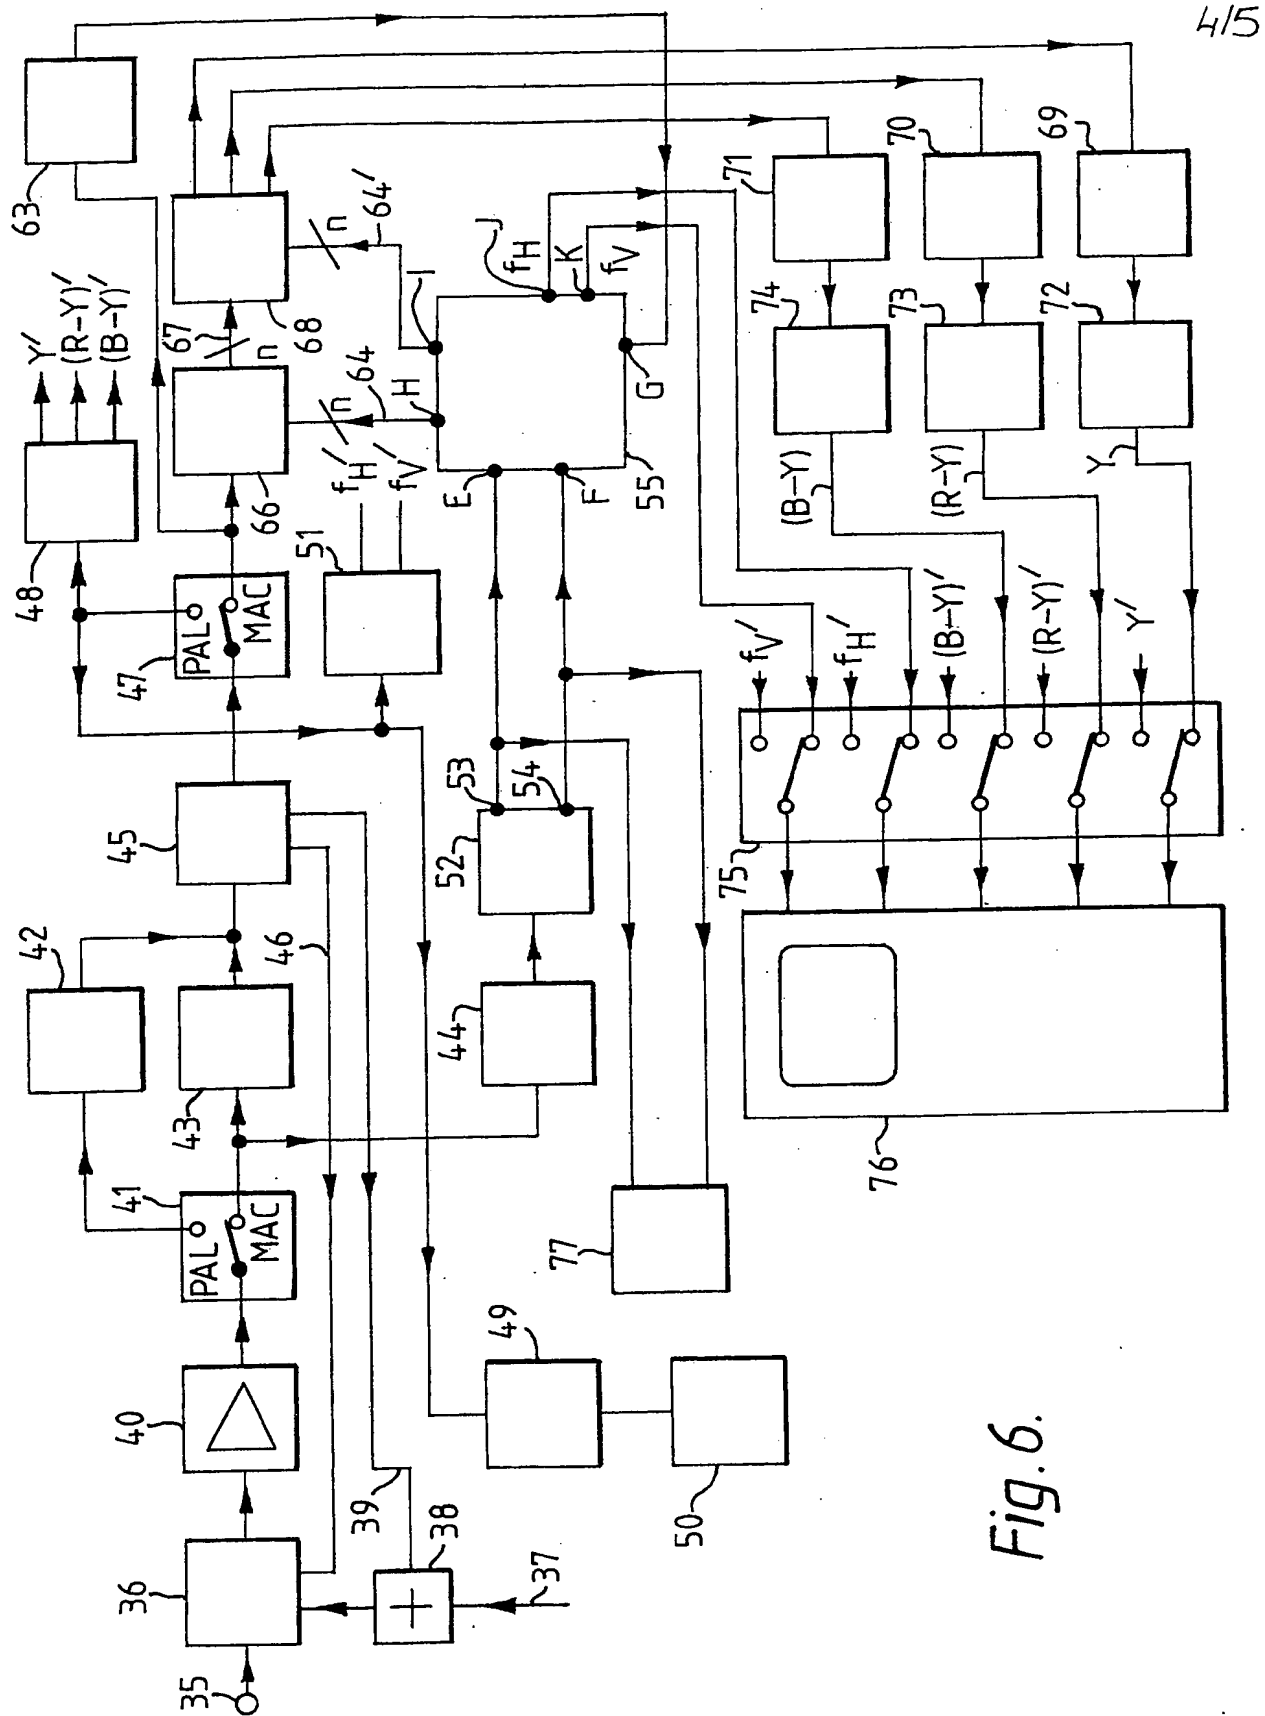 4/5
63
Y'
(R-Y)'
(B-Y)'
48
67
n
68
66
n
64'
n
64
PAL
MAC
47
51
fH'
fV'
H
I
E
F
G
55
J
fH
K
fV
45
46
42
43
44
52
53
54
PAL
MAC
41
40
36
35
39
38
37
49
50
77
71
70
69
74
73
72
(B-Y)
(R-Y)
Y
fV'
fH'
(B-Y)'
(R-Y)'
Y'
75
76
Fig. 6.